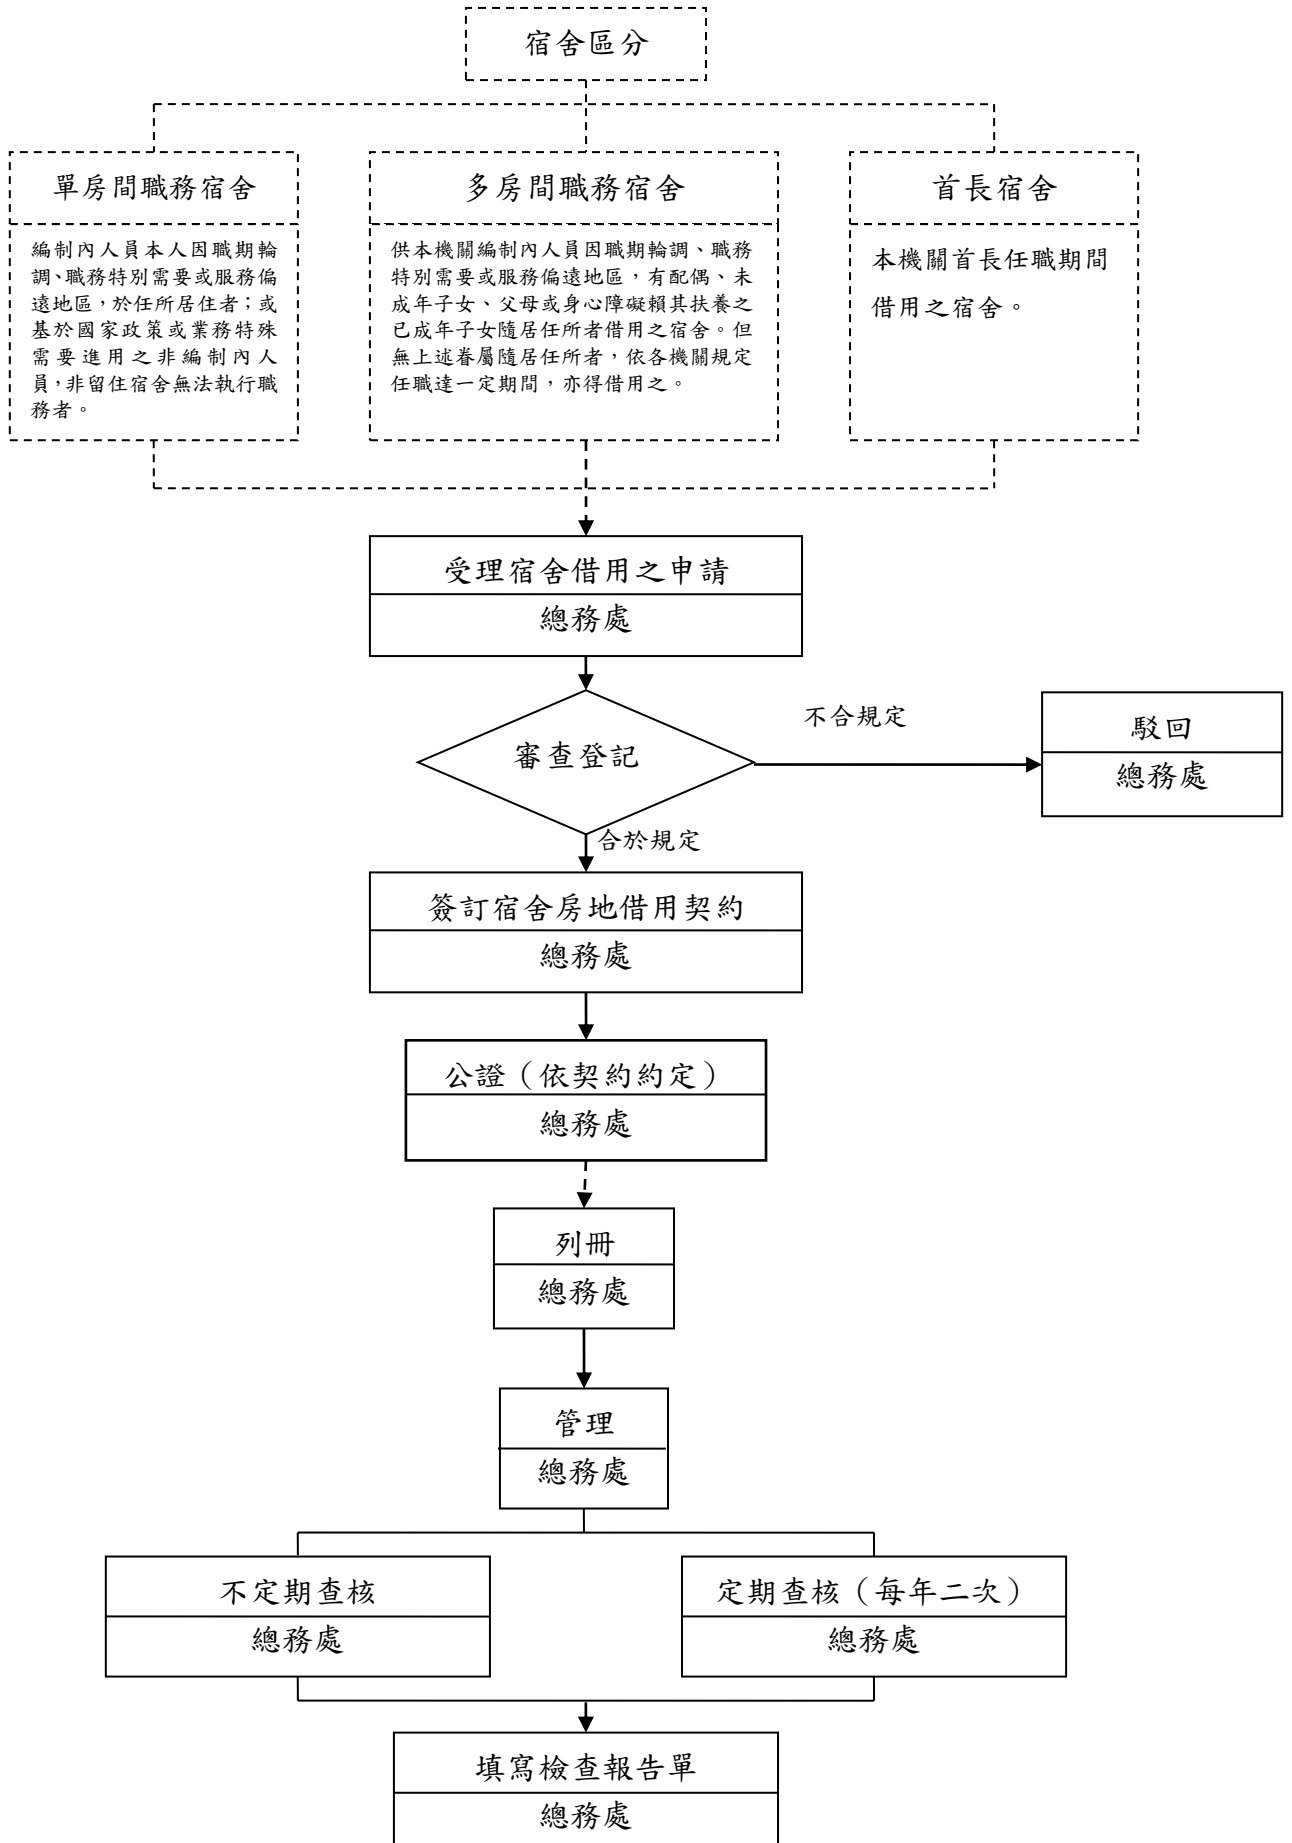 宿舍區分
單房間職務宿舍
編制內人員本人因職期輪
調、職務特別需要或服務偏
遠地區，於任所居住者；或
基於國家政策或業務特殊
需要進用之非編制內人
員，非留住宿舍無法執行職
務者。
多房間職務宿舍
供本機關編制內人員因職期輪調、職務
特別需要或服務偏遠地區，有配偶、未
成年子女、父母或身心障礙賴其扶養之
已成年子女隨居任所者借用之宿舍。但
無上述眷屬隨居任所者，依各機關規定
任職達一定期間，亦得借用之。
首長宿舍
本機關首長任職期間
借用之宿舍。
受理宿舍借用之申請
總務處
審查登記
不合規定
駁回
總務處
合於規定
簽訂宿舍房地借用契約
總務處
公證（依契約約定）
總務處
列冊
總務處
管理
總務處
不定期查核
總務處
定期查核（每年二次）
總務處
填寫檢查報告單
總務處